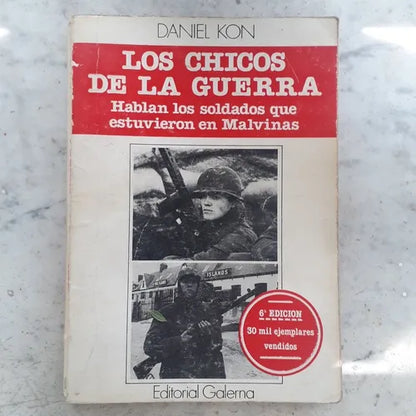 DANIEL KON
LOS CHICOS
DE LA GUERRA
Hablan los soldados que
estuvieron en Malvinas
ISLANDS
6ª EDICION
30 mil ejemplares
vendidos
Editorial Galerna